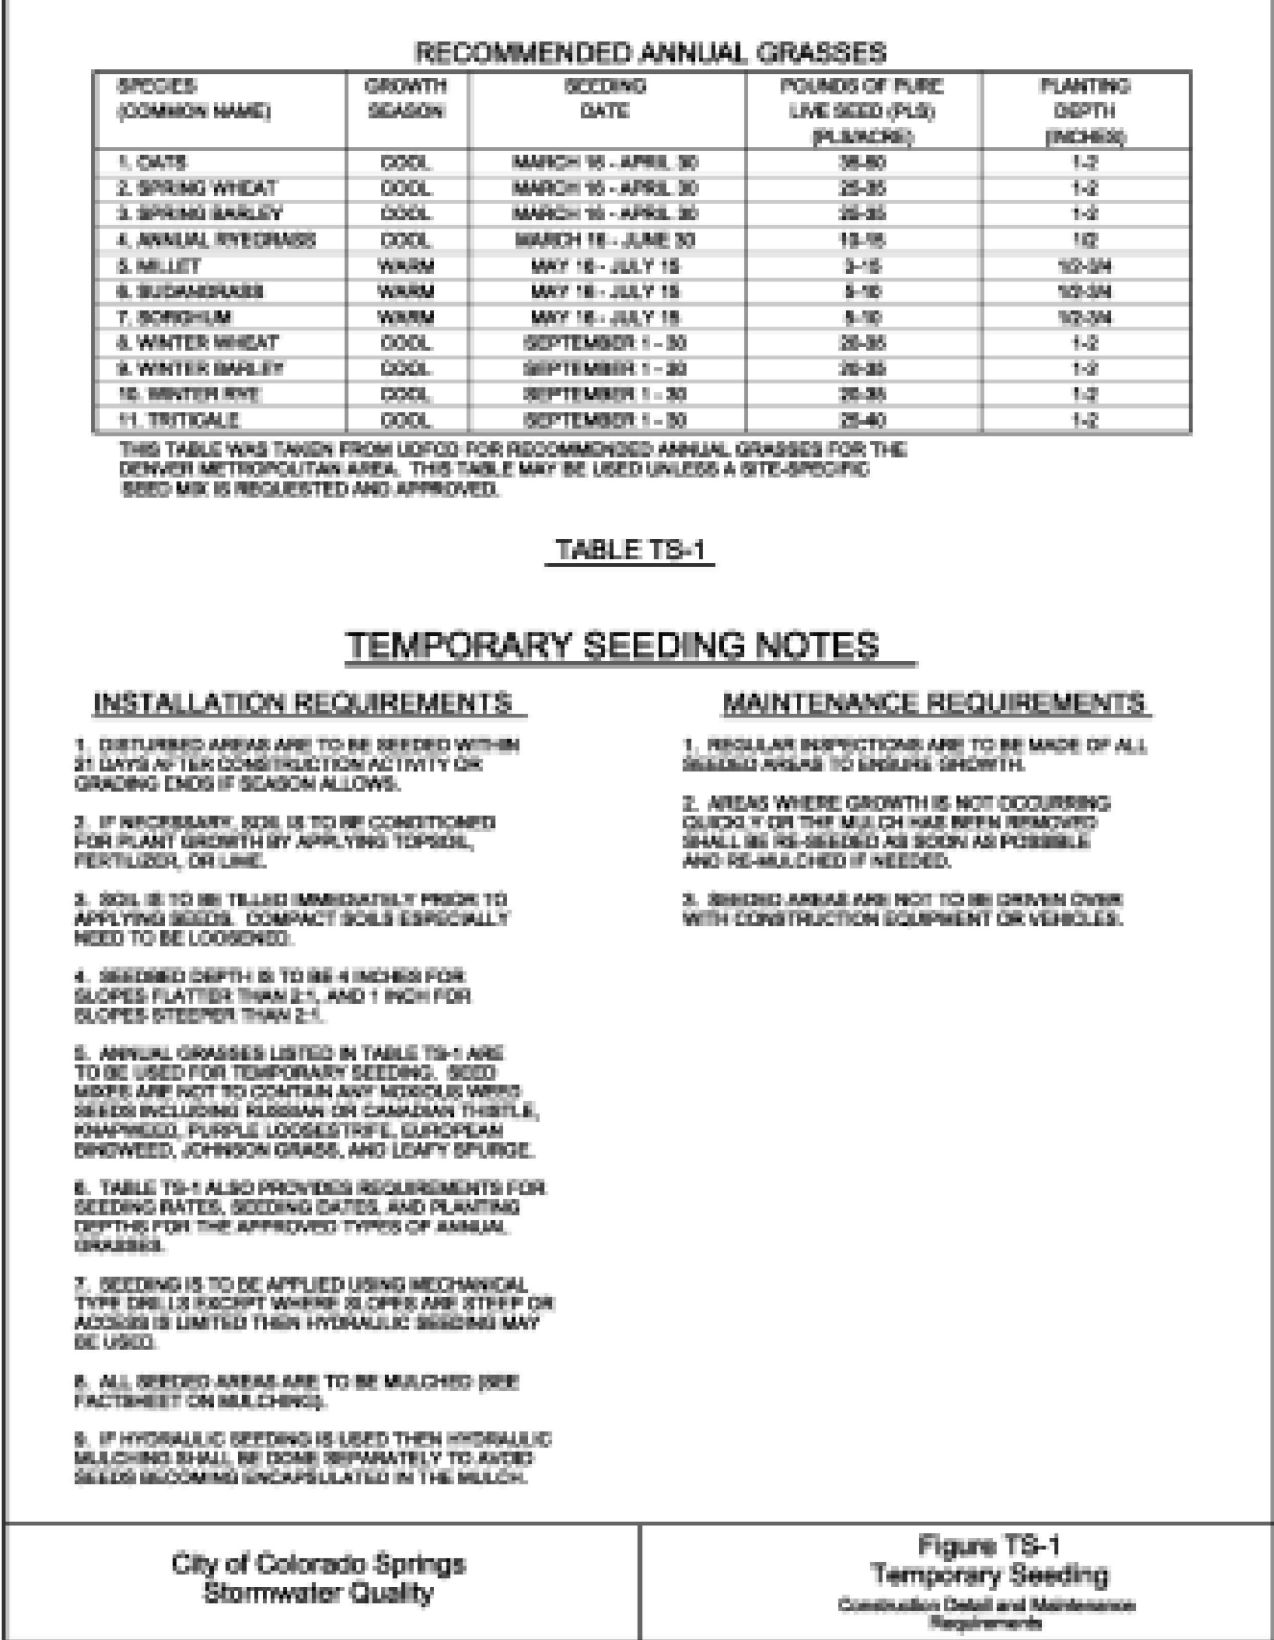 RECOMMENDED ANNUAL GRASSES
SPECIES (COMMON NAME) GROWTH SEASON SEEDING DATE POUNDS OF PURE LIVE SEED (PLS) (PLS/ACRE) PLANTING DEPTH (INCHES)
1. OATS COOL MARCH 16 - APRIL 30 1-2
2. SPRING WHEAT COOL MARCH 16 - APRIL 30 25-35 1-2
3. SPRING BARLEY COOL MARCH 16 - APRIL 30 25-35 1-2
4. ANNUAL RYEGRASS COOL MARCH 16 - JUNE 30 10-15 1/2
5. MILLET WARM MAY 16 - JULY 15 3-15 1/2-3/4
6. SUDANGRASS WARM MAY 16 - JULY 15 5-10 1/2-3/4
7. SORGHUM WARM MAY 16 - JULY 15 5-10 1/2-3/4
8. WINTER WHEAT COOL SEPTEMBER 1 - 30 20-35 1-2
9. WINTER BARLEY COOL SEPTEMBER 1 - 30 20-35 1-2
10. WINTER RYE COOL SEPTEMBER 1 - 30 20-35 1-2
11. TRITICALE COOL SEPTEMBER 1 - 30 25-40 1-2
THIS TABLE WAS TAKEN FROM UDFCD FOR RECOMMENDED ANNUAL GRASSES FOR THE
DENVER METROPOLITAN AREA. THIS TABLE MAY BE USED UNLESS A SITE-SPECIFIC
SEED MIX IS REQUESTED AND APPROVED.
TABLE TS-1
TEMPORARY SEEDING NOTES
INSTALLATION REQUIREMENTS
1. DISTURBED AREAS ARE TO BE SEEDED WITHIN
21 DAYS AFTER CONSTRUCTION ACTIVITY OR
GRADING ENDS IF SEASON ALLOWS.
2. IF NECESSARY, SOIL IS TO BE CONDITIONED
FOR PLANT GROWTH BY APPLYING TOPSOIL,
FERTILIZER, OR LIME.
3. SOIL IS TO BE TILLED IMMEDIATELY PRIOR TO
APPLYING SEEDS. COMPACT SOILS ESPECIALLY
NEED TO BE LOOSENED.
4. SEEDBED DEPTH IS TO BE 4 INCHES FOR
SLOPES FLATTER THAN 2:1, AND 1 INCH FOR
SLOPES STEEPER THAN 2:1.
5. ANNUAL GRASSES LISTED IN TABLE TS-1 ARE
TO BE USED FOR TEMPORARY SEEDING. SEED
MIXES ARE NOT TO CONTAIN ANY NOXIOUS WEED
SEEDS INCLUDING RUSSIAN OR CANADIAN THISTLE,
KNAPWEED, PURPLE LOOSESTRIFE, EUROPEAN
BINDWEED, JOHNSON GRASS, AND LEAFY SPURGE.
6. TABLE TS-1 ALSO PROVIDES REQUIREMENTS FOR
SEEDING RATES, SEEDING DATES, AND PLANTING
DEPTHS FOR THE APPROVED TYPES OF ANNUAL
GRASSES.
7. SEEDING IS TO BE APPLIED USING MECHANICAL
TYPE DRILLS EXCEPT WHERE SLOPES ARE STEEP OR
ACCESS IS LIMITED THEN HYDRAULIC SEEDING MAY
BE USED.
8. ALL SEEDED AREAS ARE TO BE MULCHED (SEE
FACTSHEET ON MULCHING).
9. IF HYDRAULIC SEEDING IS USED THEN HYDRAULIC
MULCHING SHALL BE DONE SEPARATELY TO AVOID
SEEDS BECOMING ENCAPSULATED IN THE MULCH.
MAINTENANCE REQUIREMENTS
1. REGULAR INSPECTIONS ARE TO BE MADE OF ALL
SEEDED AREAS TO ENSURE GROWTH.
2. AREAS WHERE GROWTH IS NOT OCCURRING
QUICKLY OR THE MULCH HAS BEEN REMOVED
SHALL BE RE-SEEDED AS SOON AS POSSIBLE
AND RE-MULCHED IF NEEDED.
3. SEEDED AREAS ARE NOT TO BE DRIVEN OVER
WITH CONSTRUCTION EQUIPMENT OR VEHICLES.
City of Colorado Springs
Stormwater Quality
Figure TS-1
Temporary Seeding
Construction Detail and Maintenance
Requirements